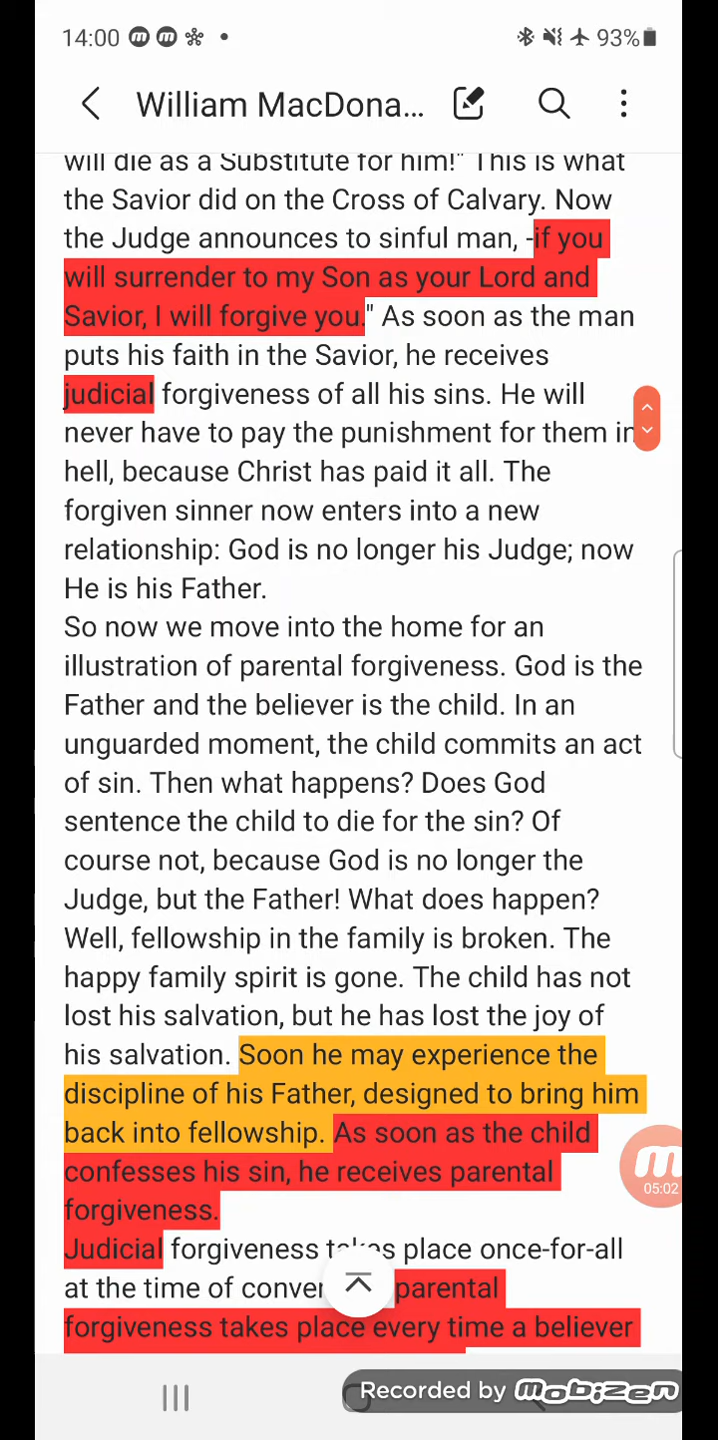 14:00
93%
William MacDona...
will die as a Substitute for him!" This is what
the Savior did on the Cross of Calvary. Now
the Judge announces to sinful man, -if you
will surrender to my Son as your Lord and
Savior, I will forgive you." As soon as the man
puts his faith in the Savior, he receives
judicial forgiveness of all his sins. He will
never have to pay the punishment for them in
hell, because Christ has paid it all. The
forgiven sinner now enters into a new
relationship: God is no longer his Judge; now
He is his Father.
So now we move into the home for an
illustration of parental forgiveness. God is the
Father and the believer is the child. In an
unguarded moment, the child commits an act
of sin. Then what happens? Does God
sentence the child to die for the sin? Of
course not, because God is no longer the
Judge, but the Father! What does happen?
Well, fellowship in the family is broken. The
happy family spirit is gone. The child has not
lost his salvation, but he has lost the joy of
his salvation. Soon he may experience the
discipline of his Father, designed to bring him
back into fellowship. As soon as the child
confesses his sin, he receives parental
forgiveness.
05:02
Judicial forgiveness takes place once-for-all
at the time of conver parental
forgiveness takes place every time a believer
Recorded by Mobizen